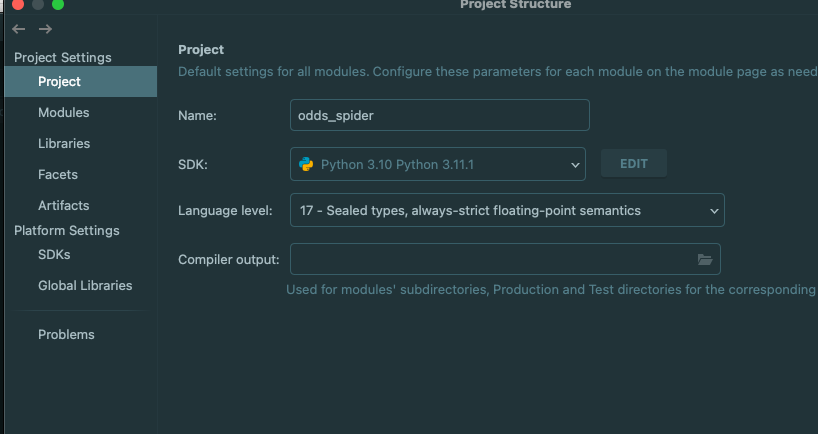 Project Structure
Project Settings
Project
Modules
Libraries
Facets
Artifacts
Platform Settings
SDKs
Global Libraries
Problems
Project
Default settings for all modules. Configure these parameters for each module on the module page as need
Name: odds_spider
SDK: Python 3.10 Python 3.11.1 EDIT
Language level: 17 - Sealed types, always-strict floating-point semantics
Compiler output:
Used for modules' subdirectories, Production and Test directories for the corresponding